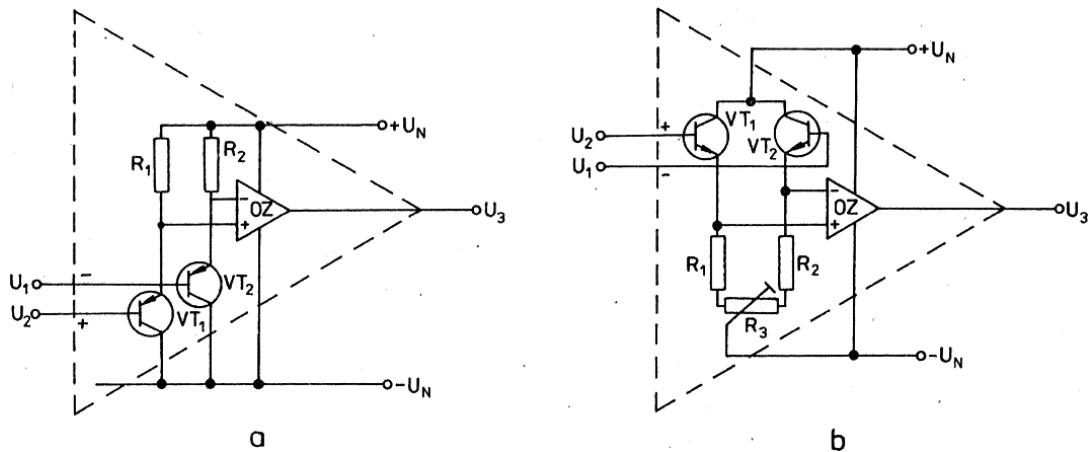 +U_N
R_1
R_2
-
OZ
+
U_3
U_1
-
VT_2
U_2
+
VT_1
-U_N
a
+U_N
VT_1
U_2
+
VT_2
U_1
-
-
OZ
+
U_3
R_1
R_2
R_3
-U_N
b